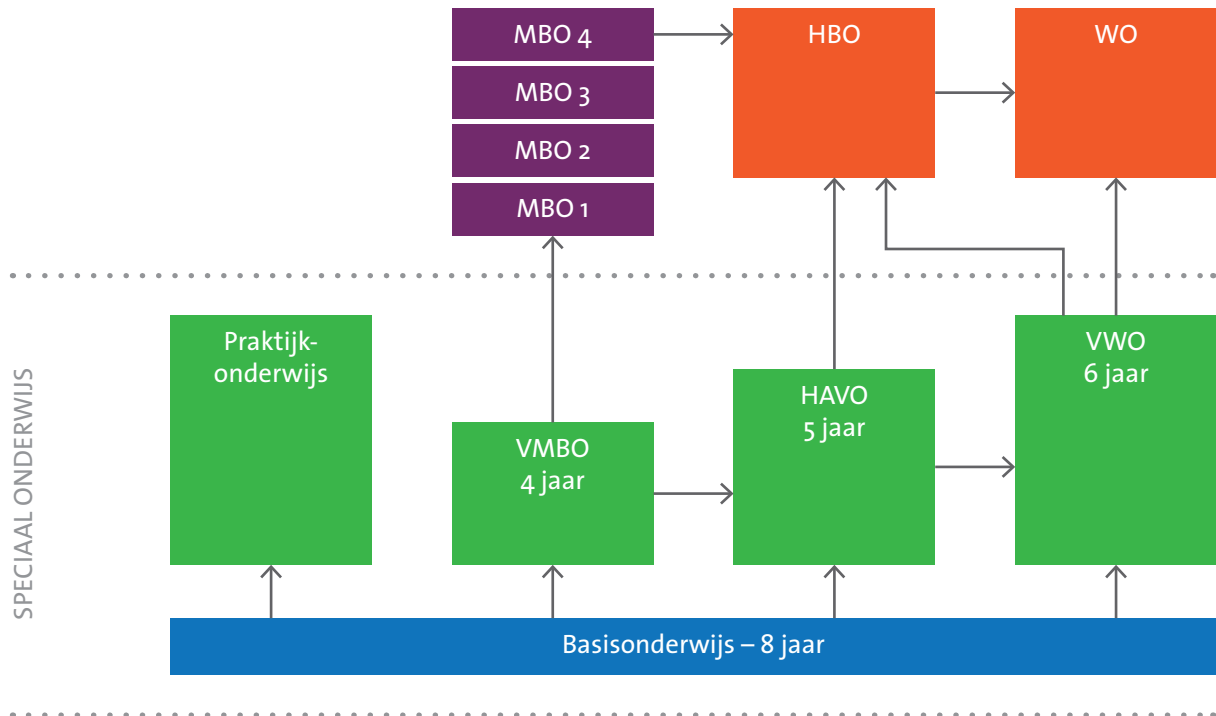 MBO 4
HBO
WO
MBO 3
MBO 2
MBO 1
SPECIAAL ONDERWIJS
Praktijk-
onderwijs
VMBO
4 jaar
HAVO
5 jaar
VWO
6 jaar
Basisonderwijs – 8 jaar